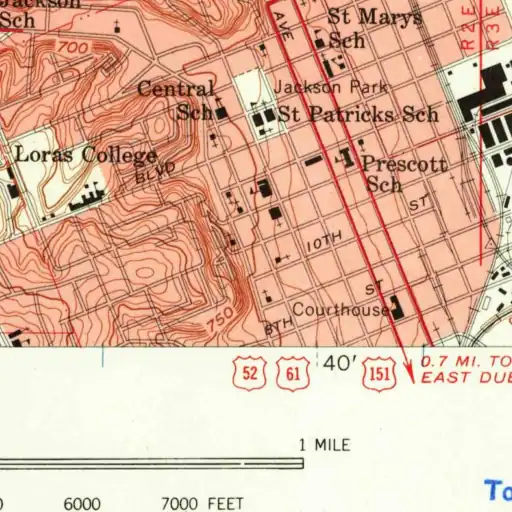 Jackson
Sch
AVE
St Marys
Sch
R2E
R3E
700
Central
Sch
Jackson Park
St Patricks Sch
Loras College
BLVD
Prescott
Sch
ST
10TH
ST
Courthouse
750
8TH
52
61
40'
151
0.7 MI. TO
EAST DUB
1 MILE
0
6000
7000 FEET
To